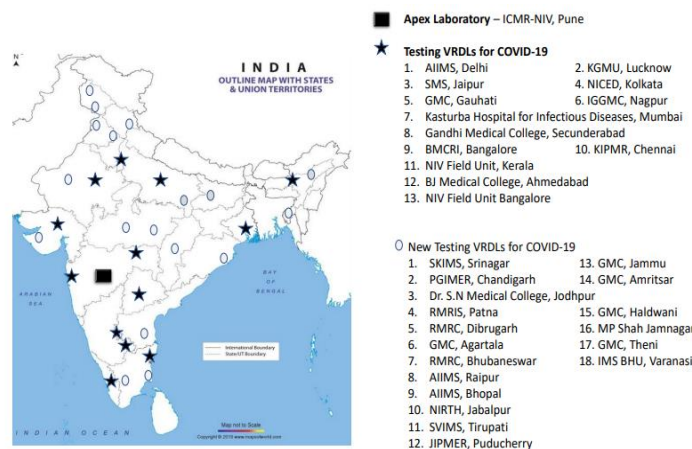 Apex Laboratory – ICMR-NIV, Pune
Testing VRDLs for COVID-19
1. AIIMS, Delhi 2. KGMU, Lucknow
3. SMS, Jaipur 4. NICED, Kolkata
5. GMC, Gauhati 6. IGGMC, Nagpur
7. Kasturba Hospital for Infectious Diseases, Mumbai
8. Gandhi Medical College, Secunderabad
9. BMCRI, Bangalore 10. KIPMR, Chennai
11. NIV Field Unit, Kerala
12. BJ Medical College, Ahmedabad
13. NIV Field Unit Bangalore
New Testing VRDLs for COVID-19
1. SKIMS, Srinagar 13. GMC, Jammu
2. PGIMER, Chandigarh 14. GMC, Amritsar
3. Dr. S.N Medical College, Jodhpur
4. RMRIS, Patna 15. GMC, Haldwani
5. RMRC, Dibrugarh 16. MP Shah Jamnagar
6. GMC, Agartala 17. GMC, Theni
7. RMRC, Bhubaneswar 18. IMS BHU, Varanasi
8. AIIMS, Raipur
9. AIIMS, Bhopal
10. NIRTH, Jabalpur
11. SVIMS, Tirupati
12. JIPMER, Puducherry
N
INDIA
OUTLINE MAP WITH STATES
& UNION TERRITORIES
ARABIAN
SEA
BAY
OF
BENGAL
International Boundary
State/UT Boundary
Map not to Scale
Copyright © 2019 www.mapsofworld.com
INDIAN OCEAN